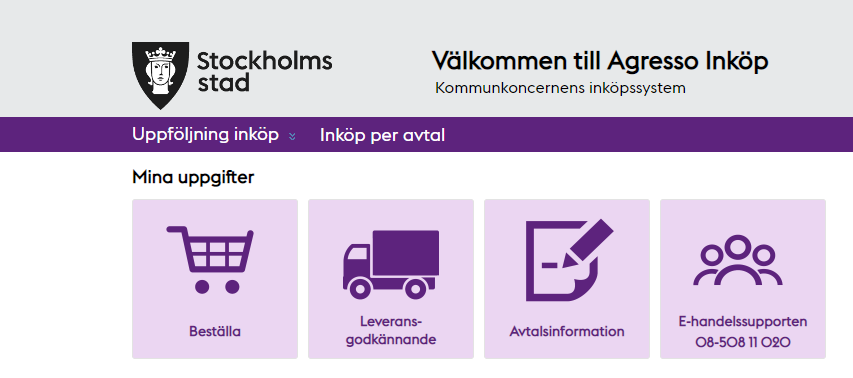 Stockholms
stad
Välkommen till Agresso Inköp
Kommunkoncernens inköpssystem
Uppföljning inköp
Inköp per avtal
Mina uppgifter
Beställa
Leverans-
godkännande
Avtalsinformation
E-handelssupporten
08-508 11 020